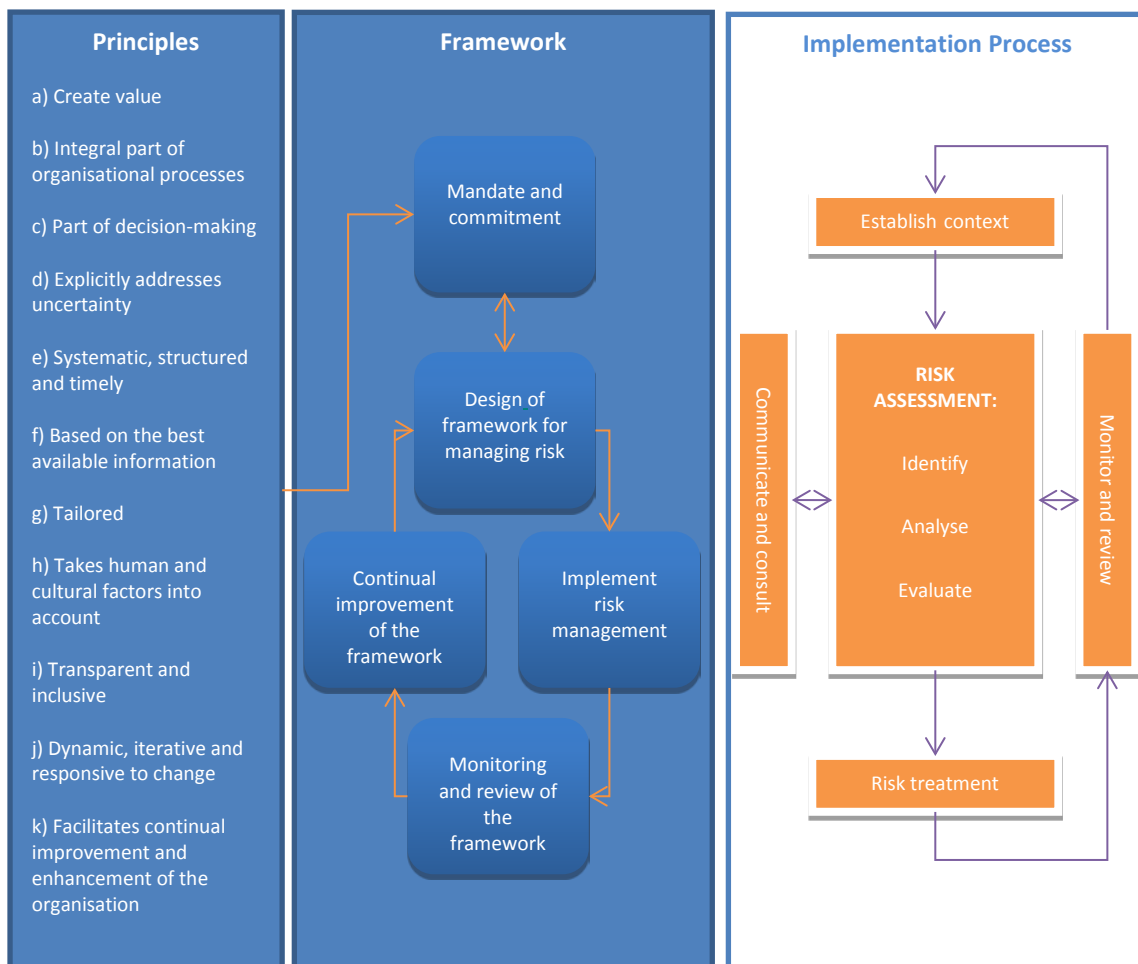 Principles
a) Create value
b) Integral part of
organisational processes
c) Part of decision-making
d) Explicitly addresses
uncertainty
e) Systematic, structured
and timely
f) Based on the best
available information
g) Tailored
h) Takes human and
cultural factors into
account
i) Transparent and
inclusive
j) Dynamic, iterative and
responsive to change
k) Facilitates continual
improvement and
enhancement of the
organisation
Framework
Mandate and
commitment
Design of
framework for
managing risk
Continual
improvement
of the
framework
Implement
risk
management
Monitoring
and review of
the
framework
Implementation Process
Establish context
Communicate and consult
RISK
ASSESSMENT:
Identify
Analyse
Evaluate
Monitor and review
Risk treatment